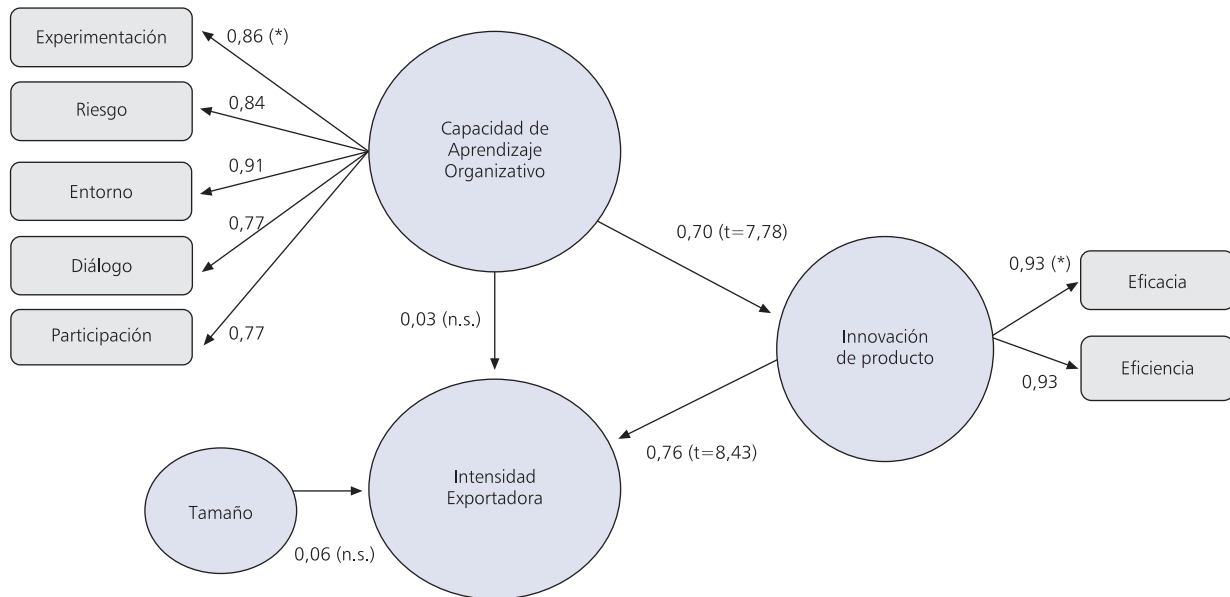 Experimentación
0,86 (*)
Riesgo
0,84
Entorno
0,91
Diálogo
0,77
Participación
0,77
Capacidad de
Aprendizaje
Organizativo
0,70 (t=7,78)
0,03 (n.s.)
Innovación
de producto
0,93 (*)
Eficacia
0,93
Eficiencia
0,76 (t=8,43)
Intensidad
Exportadora
Tamaño
0,06 (n.s.)